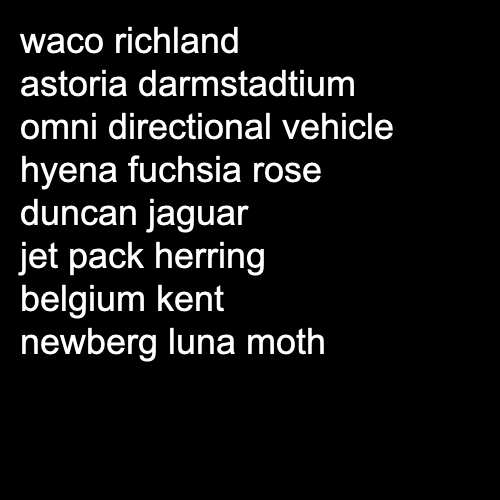 waco richland
astoria darmstadtium
omni directional vehicle
hyena fuchsia rose
duncan jaguar
jet pack herring
belgium kent
newberg luna moth